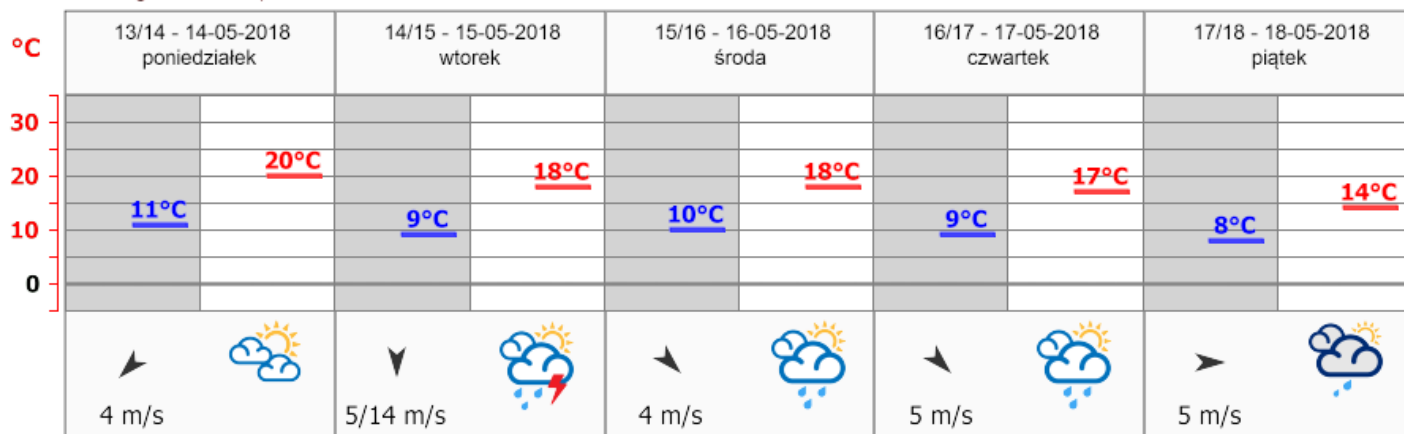 13/14 - 14-05-2018
poniedziałek
14/15 - 15-05-2018
wtorek
15/16 - 16-05-2018
środa
16/17 - 17-05-2018
czwartek
17/18 - 18-05-2018
piątek
°C
30
20
10
0
11°C
20°C
9°C
18°C
10°C
18°C
9°C
17°C
8°C
14°C
4 m/s
5/14 m/s
4 m/s
5 m/s
5 m/s